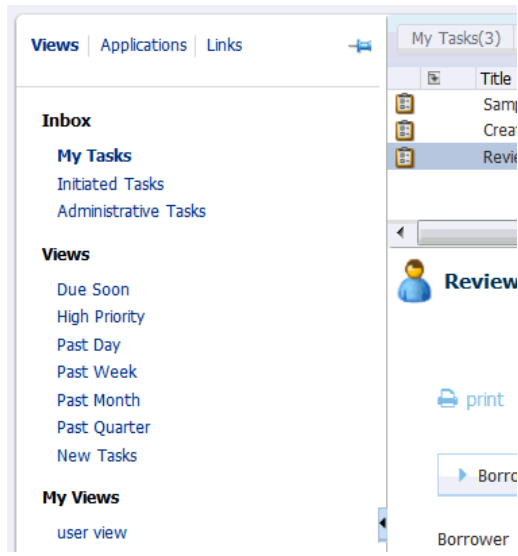 Views Applications Links
Inbox
My Tasks
Initiated Tasks
Administrative Tasks
Views
Due Soon
High Priority
Past Day
Past Week
Past Month
Past Quarter
New Tasks
My Views
user view
My Tasks(3)
Title
Review
print
Borrower